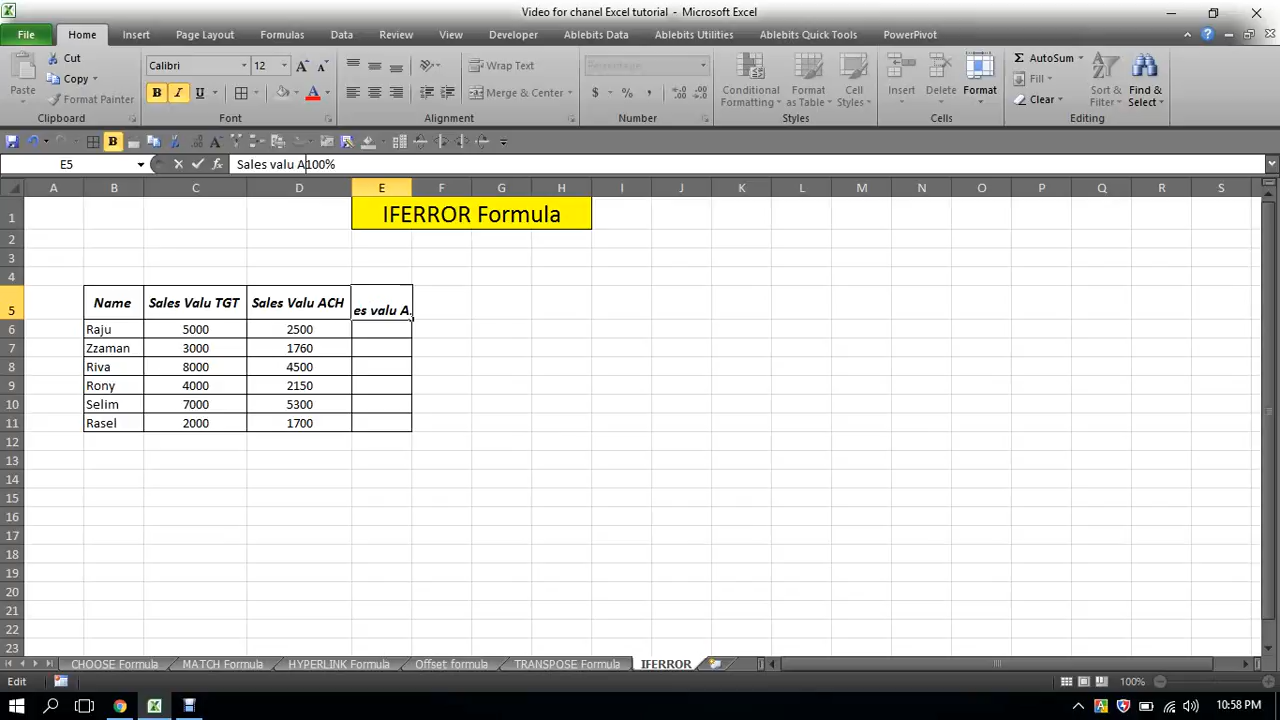 Video for chanel Excel tutorial - Microsoft Excel
File Home Insert Page Layout Formulas Data Review View Developer Ablebits Data Ablebits Utilities Ablebits Quick Tools PowerPivot
Paste Cut Copy Format Painter Clipboard
Calibri 12 A A B I U A Font
Wrap Text Merge & Center Alignment
Percentage $ % , Number
Conditional Formatting Format as Table Cell Styles Styles
Insert Delete Format Cells
AutoSum Fill Clear Sort & Filter Find & Select Editing
E5 fx Sales valu A100%
A B C D E F G H I J K L M N O P Q R S
1 IFERROR Formula
2
3
4
5 Name Sales Valu TGT Sales Valu ACH es valu A
6 Raju 5000 2500
7 Zzaman 3000 1760
8 Riva 8000 4500
9 Rony 4000 2150
10 Selim 7000 5300
11 Rasel 2000 1700
12
13
14
15
16
17
18
19
20
21
22
23
CHOOSE Formula MATCH Formula HYPERLINK Formula Offset formula TRANSPOSE Formula IFERROR
Edit 100%
10:58 PM